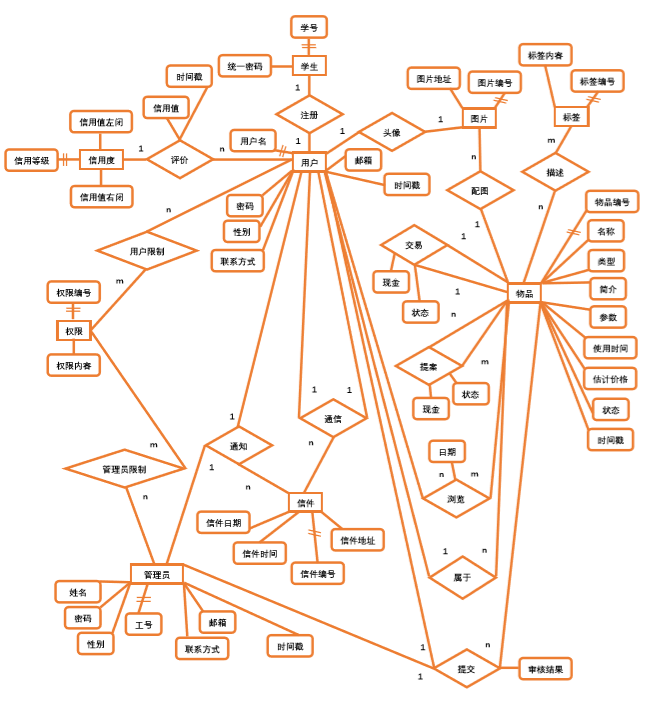 学号
统一密码
学生
时间戳
1
信用值
注册
信用值左闭
1
n
1
用户名
头像
1
1
图片地址
图片编号
图片
标签内容
标签编号
标签
m
信用等级
信用度
评价
用户
邮箱
时间戳
信用值右闭
密码
性别
联系方式
n
配图
1
描述
n
物品编号
名称
类型
简介
参数
使用时间
估计价格
状态
时间戳
n
用户限制
m
交易
1
现金
状态
1
物品
n
提案
m
现金
状态
权限编号
权限
权限内容
m
管理员限制
n
1
通知
1
n
1
1
通信
n
日期
n
m
浏览
信件
信件日期
信件时间
信件编号
信件地址
1
n
属于
管理员
姓名
密码
性别
工号
邮箱
联系方式
时间戳
1
n
提交
1
审核结果